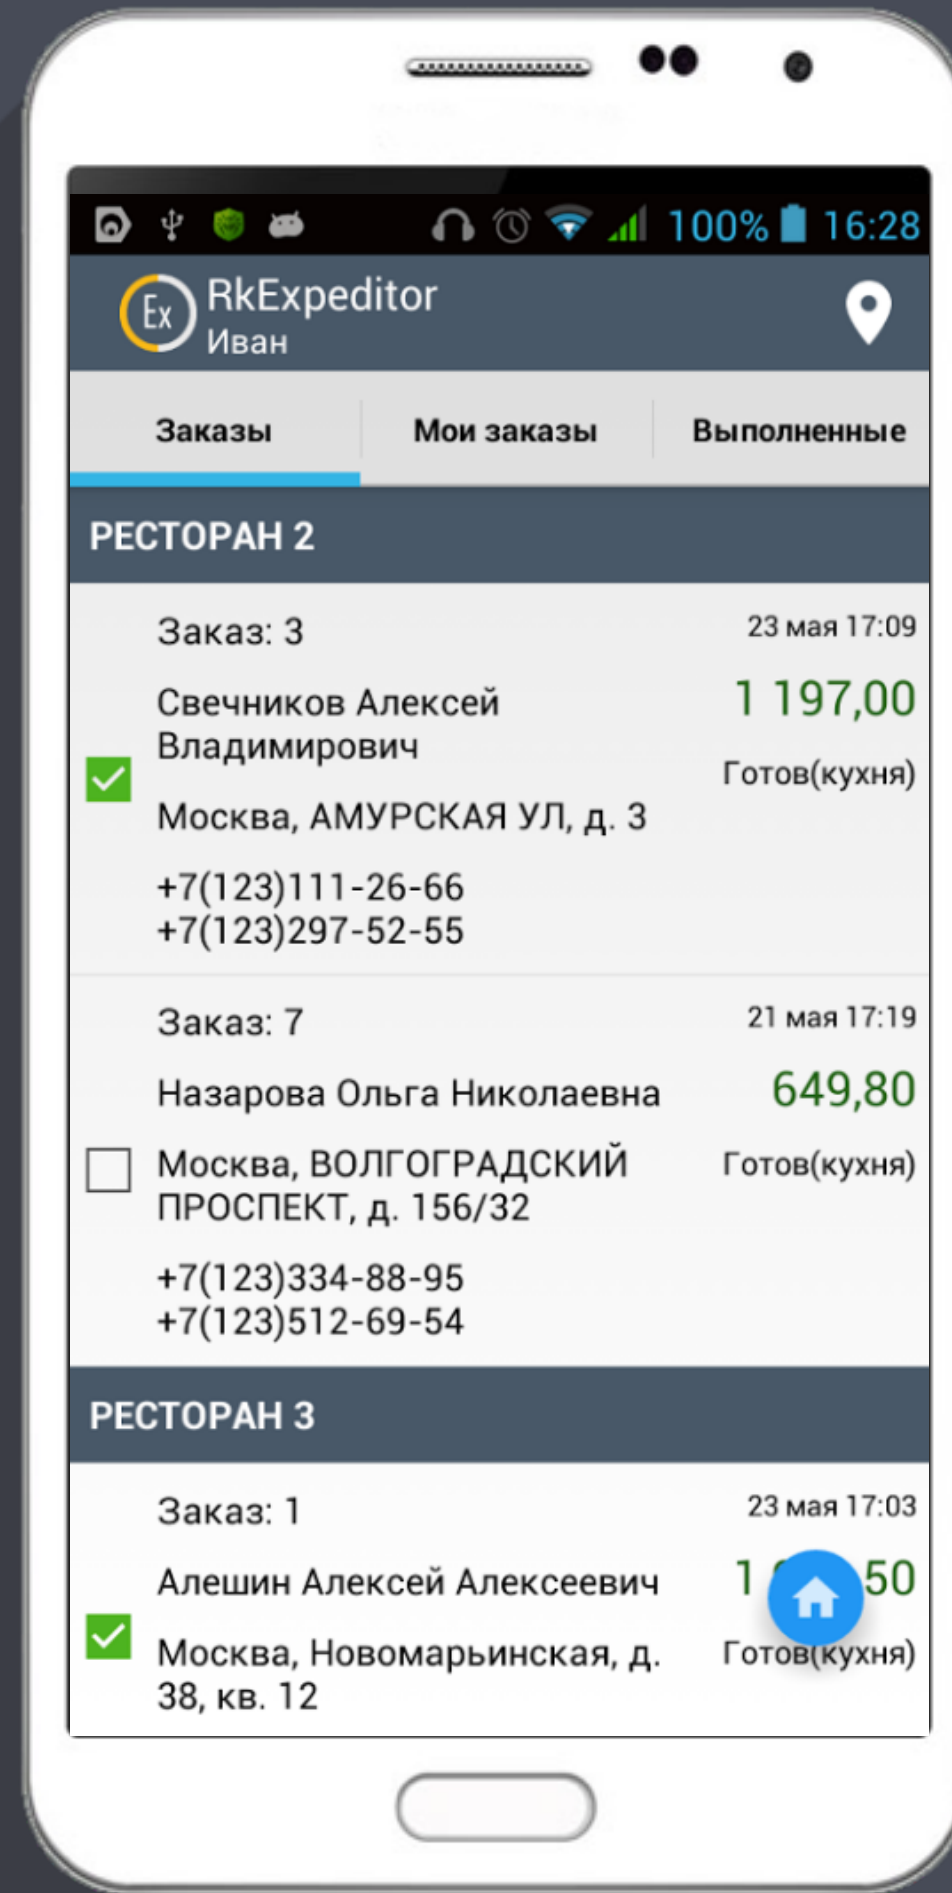 100% 16:28
Ex RkExpeditor
Иван
Заказы Мои заказы Выполненные
РЕСТОРАН 2
Заказ: 3 23 мая 17:09
Свечников Алексей 1 197,00
Владимирович
Готов(кухня)
Москва, АМУРСКАЯ УЛ, д. 3
+7(123)111-26-66
+7(123)297-52-55
Заказ: 7 21 мая 17:19
Назарова Ольга Николаевна 649,80
Москва, ВОЛГОГРАДСКИЙ Готов(кухня)
ПРОСПЕКТ, д. 156/32
+7(123)334-88-95
+7(123)512-69-54
РЕСТОРАН 3
Заказ: 1 23 мая 17:03
Алешин Алексей Алексеевич
Москва, Новомарьинская, д. Готов(кухня)
38, кв. 12